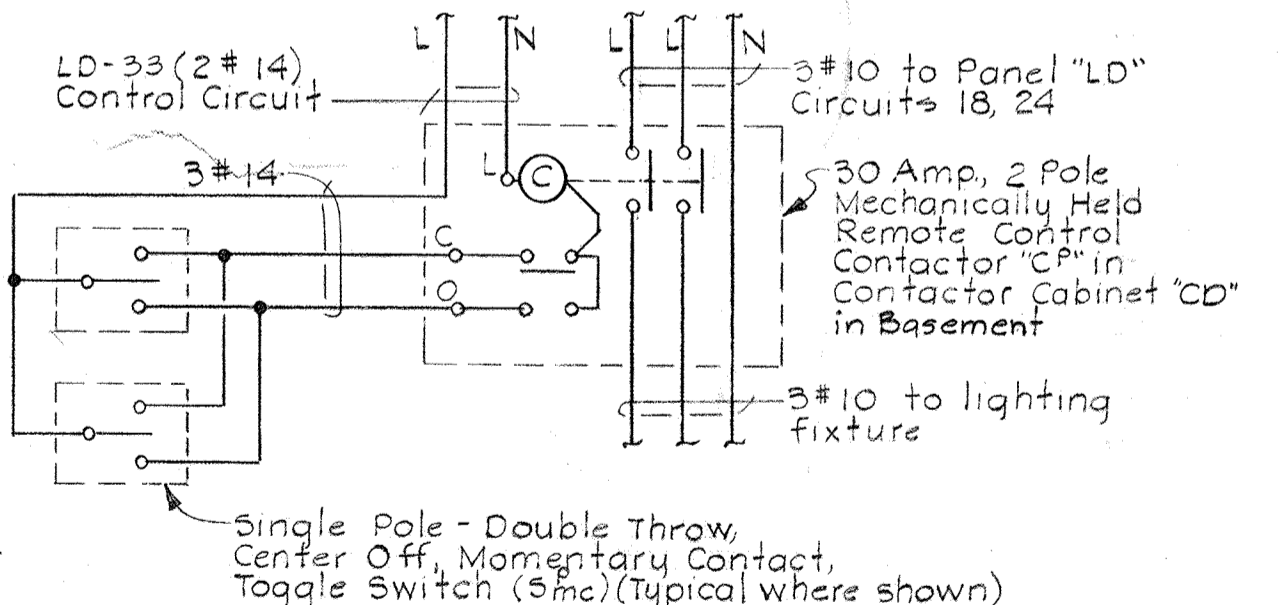 L N L L N
LD-33 (2 # 14)
Control Circuit
3 # 10 to Panel "LD"
Circuits 18, 24
3 # 14
L C
30 Amp., 2 Pole
Mechanically Held
Remote Control
Contactor "CP" in
Contactor Cabinet "CD"
in Basement
C
O
3 # 10 to lighting
fixture
Single Pole - Double Throw,
Center Off, Momentary Contact,
Toggle Switch (Smc) (Typical where shown)